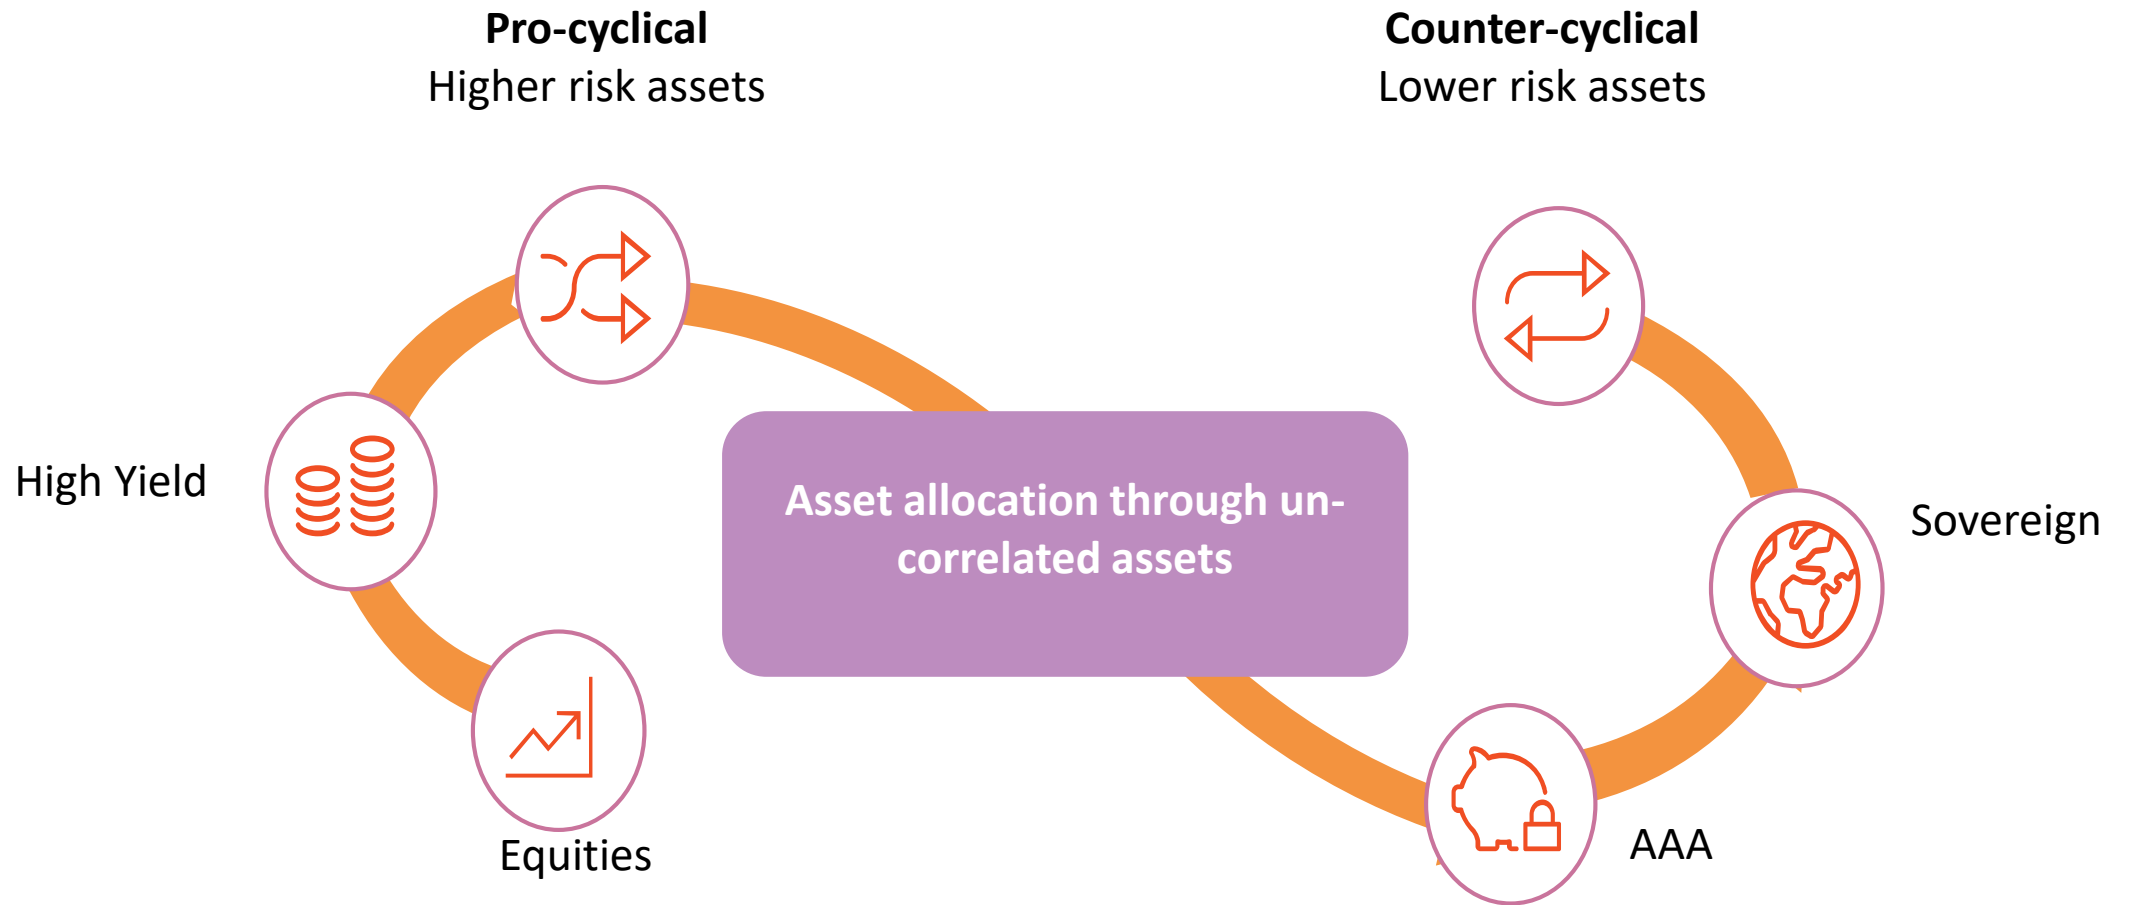 Pro-cyclical
Higher risk assets
Counter-cyclical
Lower risk assets
High Yield
Asset allocation through un-
correlated assets
Sovereign
Equities
AAA